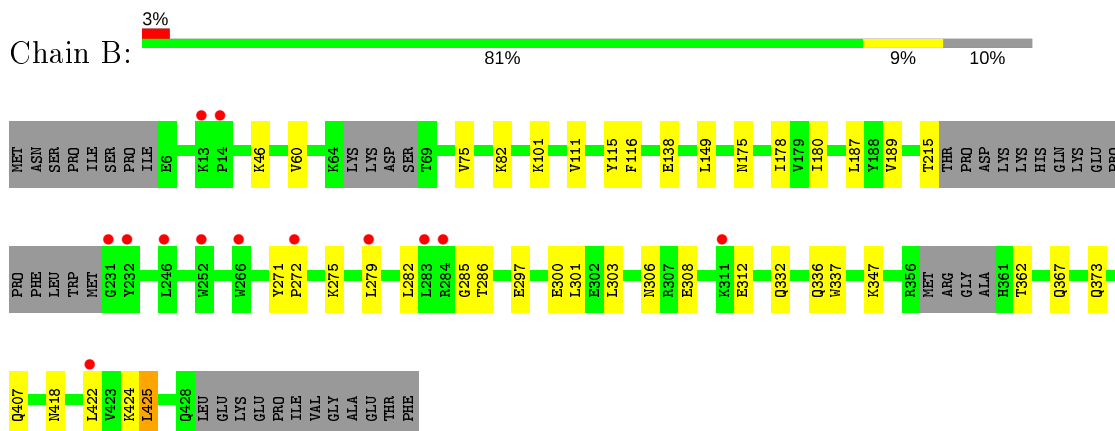 3%
Chain B:
81% 9% 10%
MET ASN SER PRO ILE SER PRO ILE E6 K13 P14 K46 V60 K64 LYS LYS ASP SER T69 V75 K82 K101 V111 Y115 F116 E138 L149 N175 I178 V179 I180 L187 Y188 V189 T215 THR PRO ASP LYS LYS HIS GLN LYS GLU PRO
PRO PHE LEU TRP MET G231 Y232 L246 W252 W266 Y271 P272 K275 L279 L282 L283 R284 G285 T286 E297 E300 L301 E302 L303 N306 R307 E308 K311 E312 Q332 Q336 W337 K347 R356 MET ARG GLY ALA H361 T362 Q367 Q373
Q407 N418 L422 V423 K424 L425 Q428 LEU GLU LYS GLU PRO ILE VAL GLY ALA GLU THR PHE